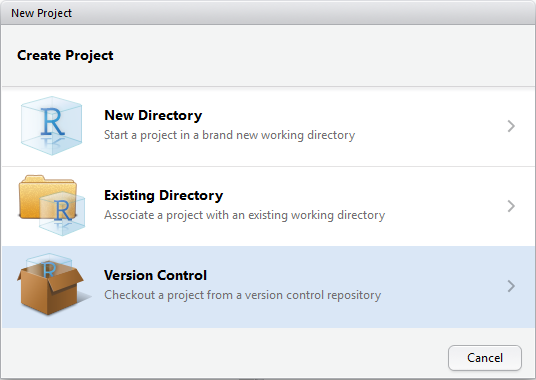 New Project
Create Project
R
New Directory
Start a project in a brand new working directory
R
Existing Directory
Associate a project with an existing working directory
R
Version Control
Checkout a project from a version control repository
Cancel